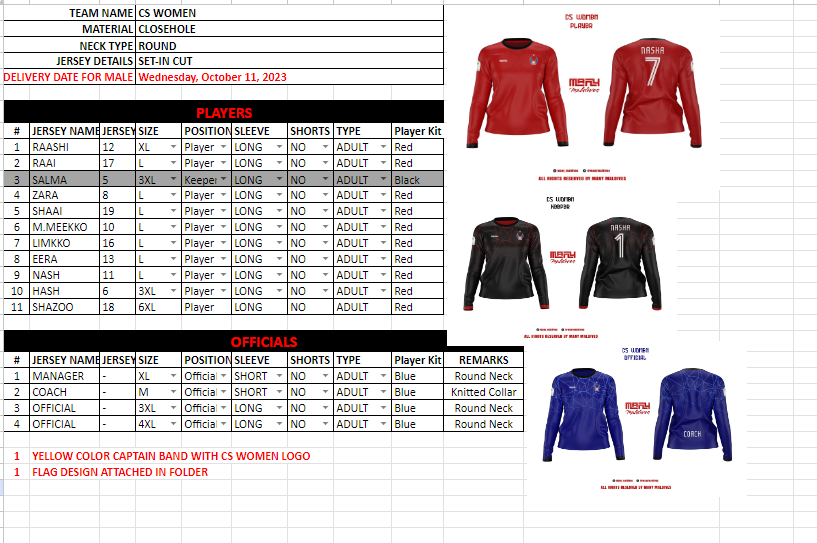 TEAM NAME CS WOMEN
MATERIAL CLOSEHOLE
NECK TYPE ROUND
JERSEY DETAILS SET-IN CUT
DELIVERY DATE FOR MALE Wednesday, October 11, 2023
PLAYERS
# JERSEY NAME JERSEY SIZE POSITION SLEEVE SHORTS TYPE Player Kit
1 RAASHI 12 XL Player LONG NO ADULT Red
2 RAAI 17 L Player LONG NO ADULT Red
3 SALMA 5 3XL Keeper LONG NO ADULT Black
4 ZARA 8 L Player LONG NO ADULT Red
5 SHAAI 19 L Player LONG NO ADULT Red
6 M.MEEKKO 10 L Player LONG NO ADULT Red
7 LIMKKO 16 L Player LONG NO ADULT Red
8 EERA 13 L Player LONG NO ADULT Red
9 NASH 11 L Player LONG NO ADULT Red
10 HASH 6 3XL Player LONG NO ADULT Red
11 SHAZOO 18 6XL Player LONG NO ADULT Red
OFFICIALS
# JERSEY NAME JERSEY SIZE POSITION SLEEVE SHORTS TYPE Player Kit REMARKS
1 MANAGER - XL Official SHORT NO ADULT Blue Round Neck
2 COACH - M Official SHORT NO ADULT Blue Knitted Collar
3 OFFICIAL - 3XL Official LONG NO ADULT Blue Round Neck
4 OFFICIAL - 4XL Official LONG NO ADULT Blue Round Neck
1 YELLOW COLOR CAPTAIN BAND WITH CS WOMEN LOGO
1 FLAG DESIGN ATTACHED IN FOLDER
CS WOMEN
PLAYER
NASHA
7
Maldives
ALL RIGHTS RESERVED BY MARY MALDIVES
CS WOMEN
KEEPER
NASHA
1
Maldives
ALL RIGHTS RESERVED BY MARY MALDIVES
CS WOMEN
OFFICIAL
COACH
Maldives
ALL RIGHTS RESERVED BY MARY MALDIVES